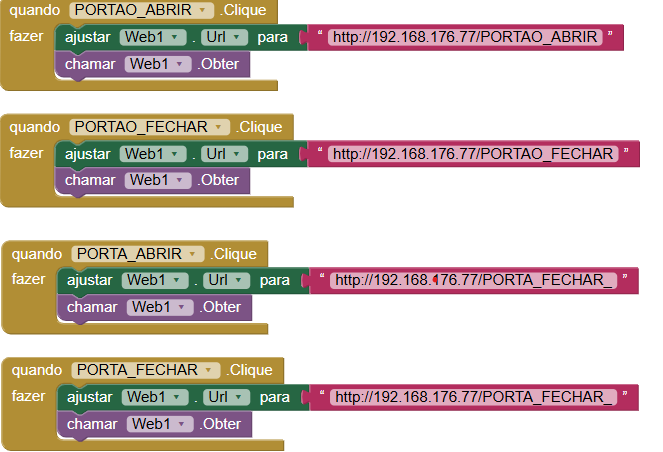 quando PORTAO_ABRIR .Clique
fazer ajustar Web1 . Url para “ http://192.168.176.77/PORTAO_ABRIR ”
chamar Web1 .Obter
quando PORTAO_FECHAR .Clique
fazer ajustar Web1 . Url para “ http://192.168.176.77/PORTAO_FECHAR ”
chamar Web1 .Obter
quando PORTA_ABRIR .Clique
fazer ajustar Web1 . Url para “ http://192.168.176.77/PORTA_FECHAR_ ”
chamar Web1 .Obter
quando PORTA_FECHAR .Clique
fazer ajustar Web1 . Url para “ http://192.168.176.77/PORTA_FECHAR_ ”
chamar Web1 .Obter